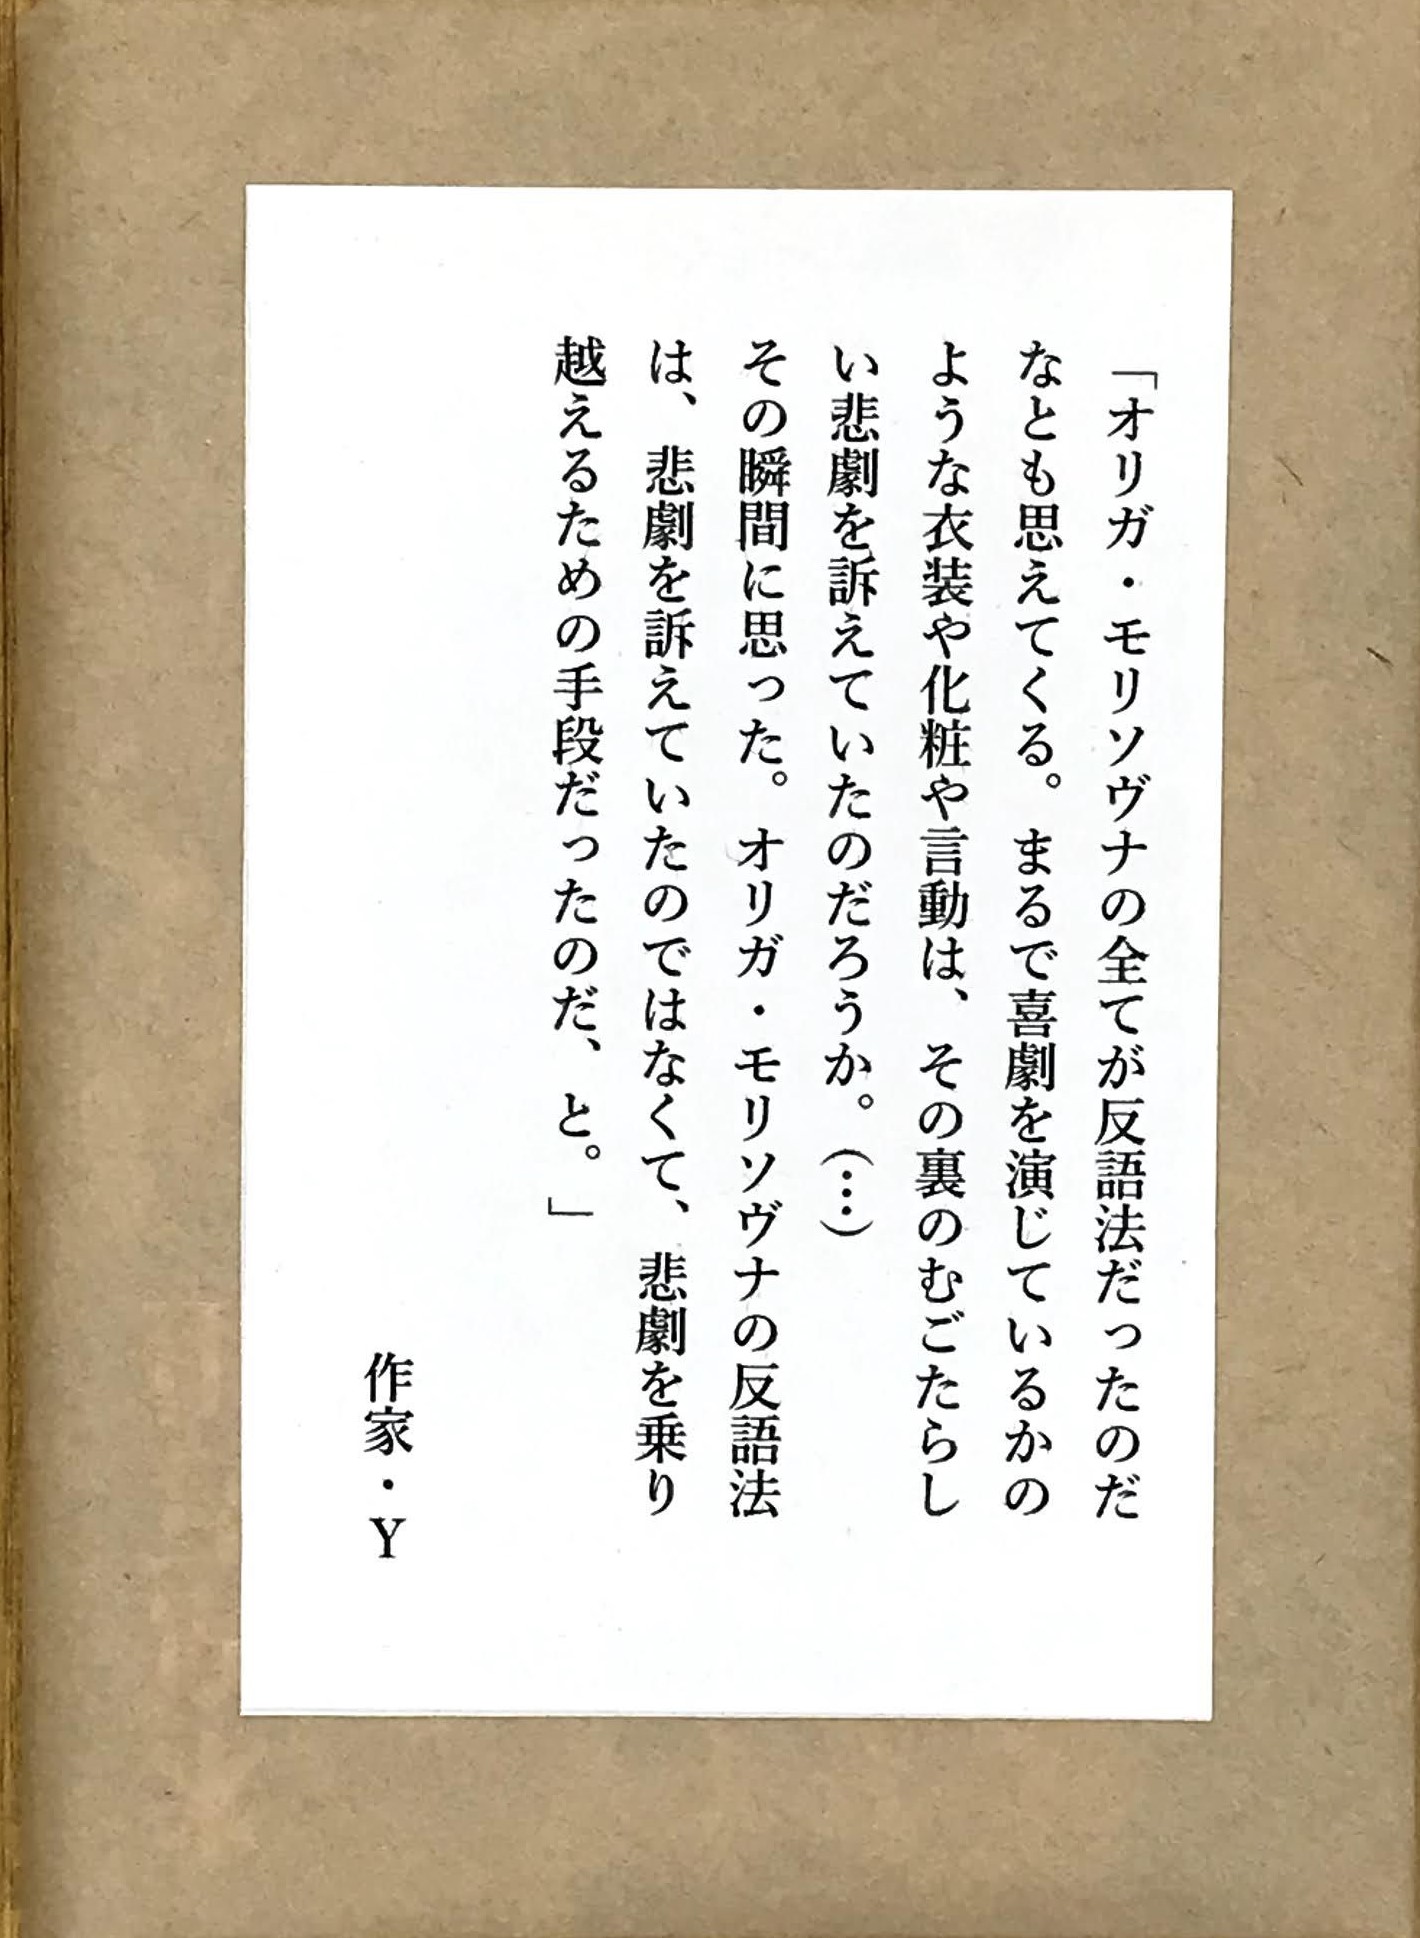 「オリガ・モリソヴナの全てが反語法だったのだ
なとも思えてくる。まるで喜劇を演じているかの
ような衣装や化粧や言動は、その裏のむごたらし
い悲劇を訴えていたのだろうか。（…）
その瞬間に思った。オリガ・モリソヴナの反語法
は、悲劇を訴えていたのではなくて、悲劇を乗り
越えるための手段だったのだ、と。」
作家・Y